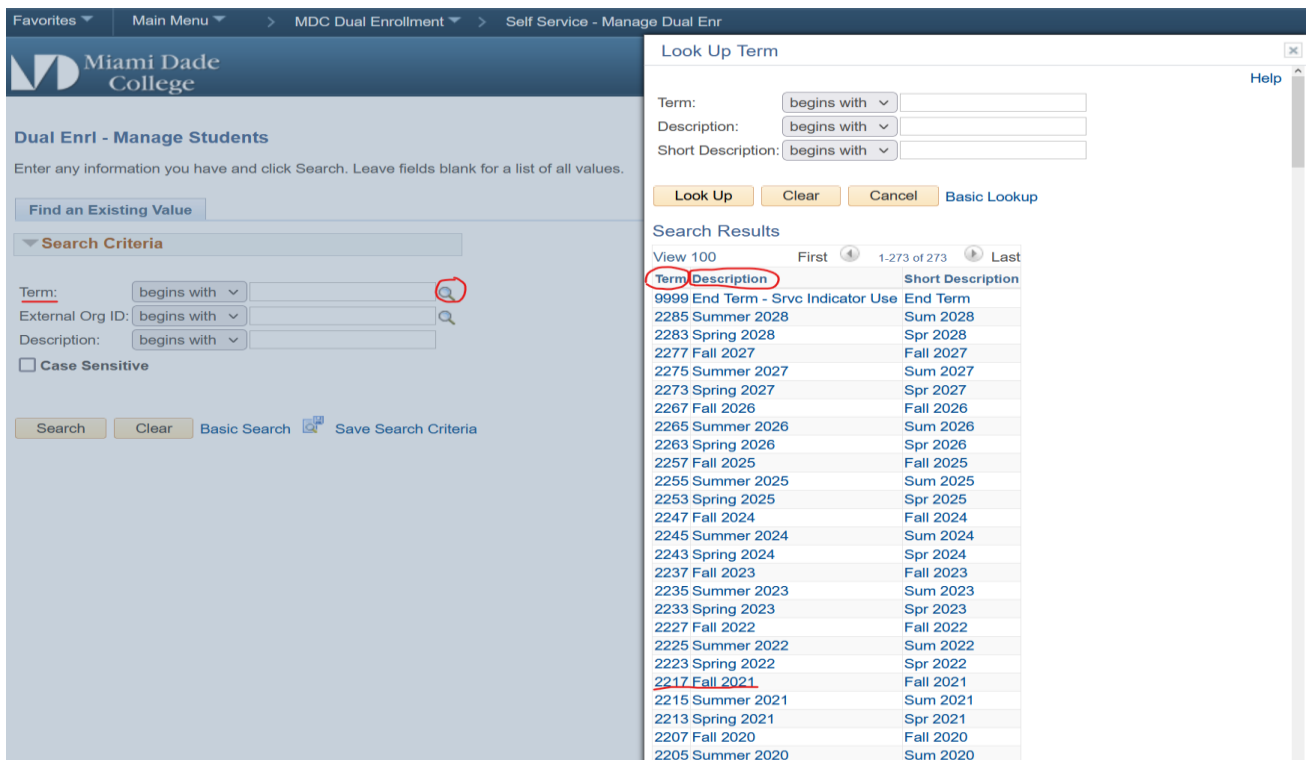 Favorites Main Menu > MDC Dual Enrollment > Self Service - Manage Dual Enr
Miami Dade
College
Dual Enrl - Manage Students
Enter any information you have and click Search. Leave fields blank for a list of all values.
Find an Existing Value
Search Criteria
Term: begins with
External Org ID: begins with
Description: begins with
Case Sensitive
Search Clear Basic Search Save Search Criteria
Look Up Term
Help
Term: begins with
Description: begins with
Short Description: begins with
Look Up Clear Cancel Basic Lookup
Search Results
View 100 First 1-273 of 273 Last
Term Description Short Description
9999 End Term - Srvc Indicator Use End Term
2285 Summer 2028 Sum 2028
2283 Spring 2028 Spr 2028
2277 Fall 2027 Fall 2027
2275 Summer 2027 Sum 2027
2273 Spring 2027 Spr 2027
2267 Fall 2026 Fall 2026
2265 Summer 2026 Sum 2026
2263 Spring 2026 Spr 2026
2257 Fall 2025 Fall 2025
2255 Summer 2025 Sum 2025
2253 Spring 2025 Spr 2025
2247 Fall 2024 Fall 2024
2245 Summer 2024 Sum 2024
2243 Spring 2024 Spr 2024
2237 Fall 2023 Fall 2023
2235 Summer 2023 Sum 2023
2233 Spring 2023 Spr 2023
2227 Fall 2022 Fall 2022
2225 Summer 2022 Sum 2022
2223 Spring 2022 Spr 2022
2217 Fall 2021 Fall 2021
2215 Summer 2021 Sum 2021
2213 Spring 2021 Spr 2021
2207 Fall 2020 Fall 2020
2205 Summer 2020 Sum 2020